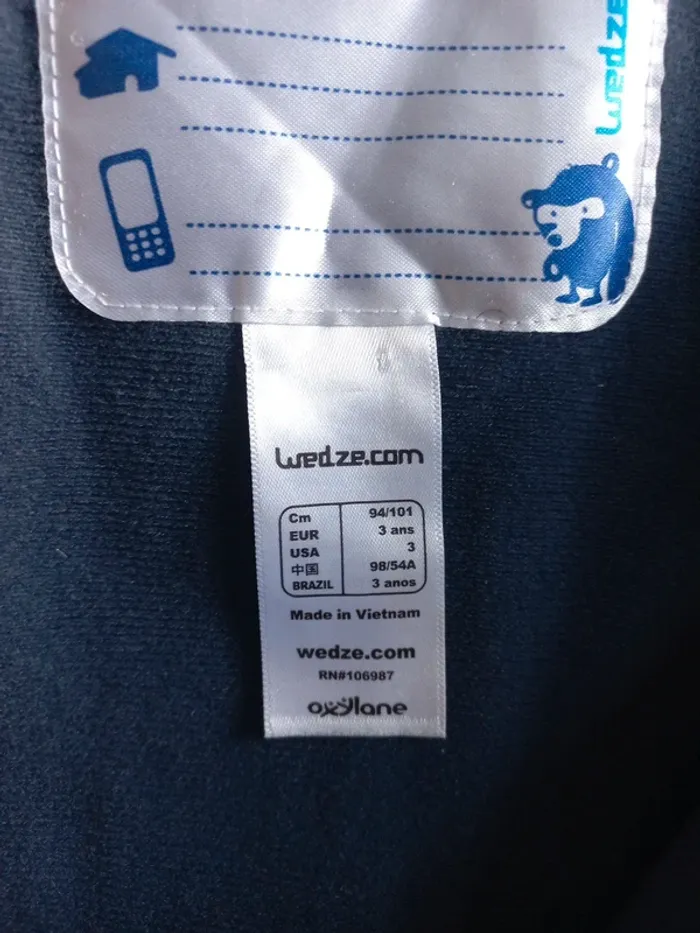 wedze
wedze.com
Cm 94/101
EUR 3 ans
USA 3
中国 98/54A
BRAZIL 3 anos
Made in Vietnam
wedze.com
RN#106987
oxylane